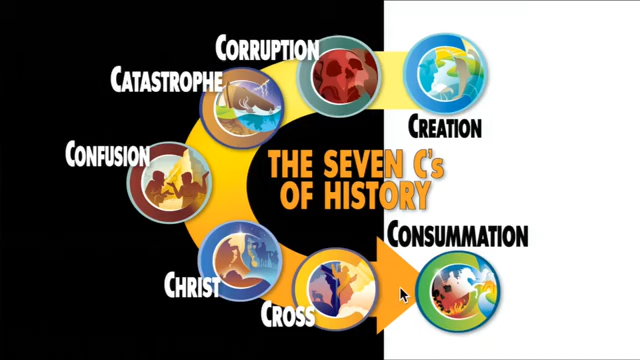 CORRUPTION
CATASTROPHE
CREATION
CONFUSION
THE SEVEN C's
OF HISTORY
CONSUMMATION
CHRIST
CROSS